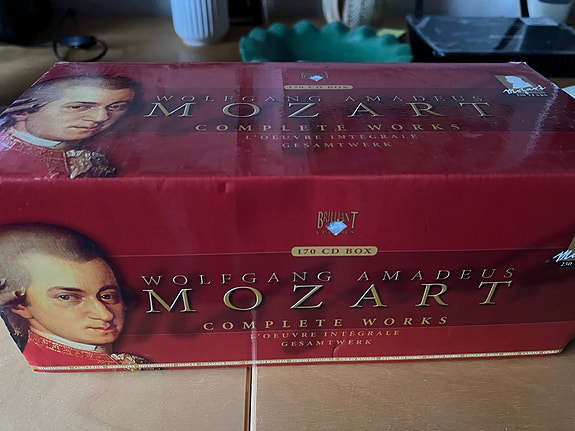 170 CD BOX
WOLFGANG AMADEUS
MOZART
COMPLETE WORKS
L'OEUVRE INTÉGRALE
GESAMTWERK
BRILLIANT
170 CD BOX
WOLFGANG AMADEUS
MOZART
COMPLETE WORKS
L'OEUVRE INTÉGRALE
GESAMTWERK
250